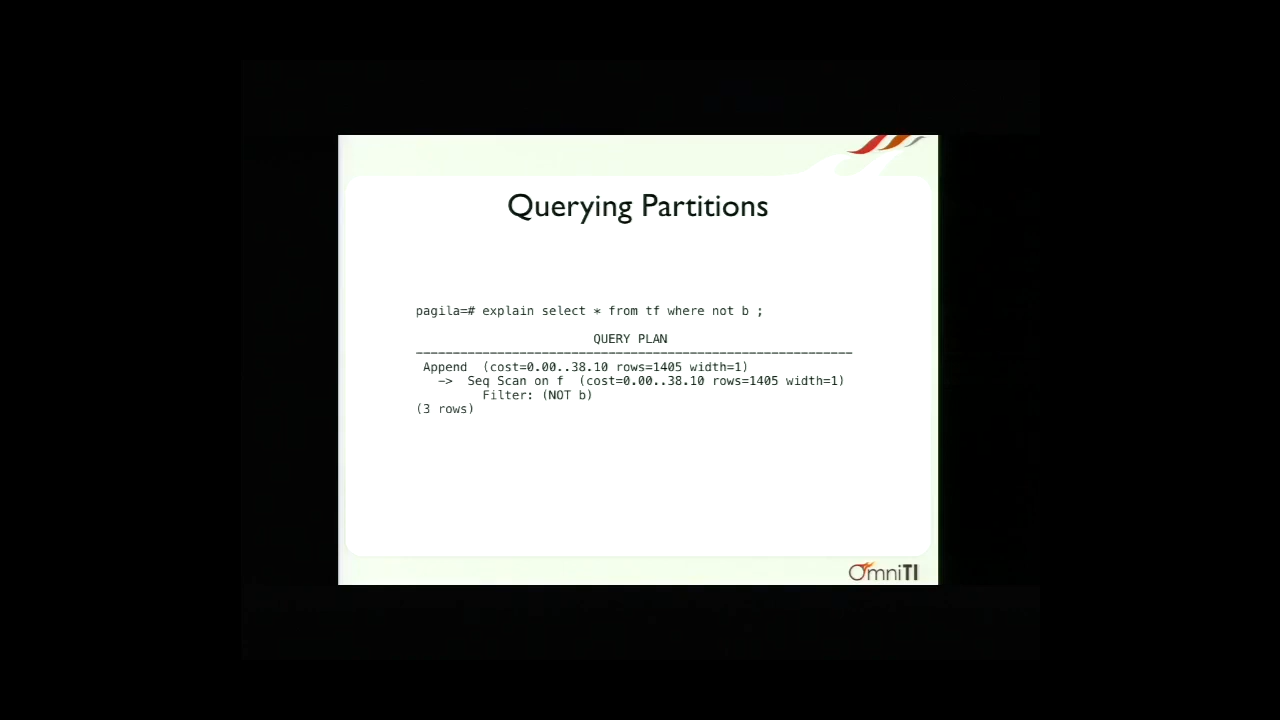 Querying Partitions
pagila=# explain select * from tf where not b ;
QUERY PLAN
-----------------------------------------------------------
Append  (cost=0.00..38.10 rows=1405 width=1)
  ->  Seq Scan on f  (cost=0.00..38.10 rows=1405 width=1)
        Filter: (NOT b)
(3 rows)
OmniTI